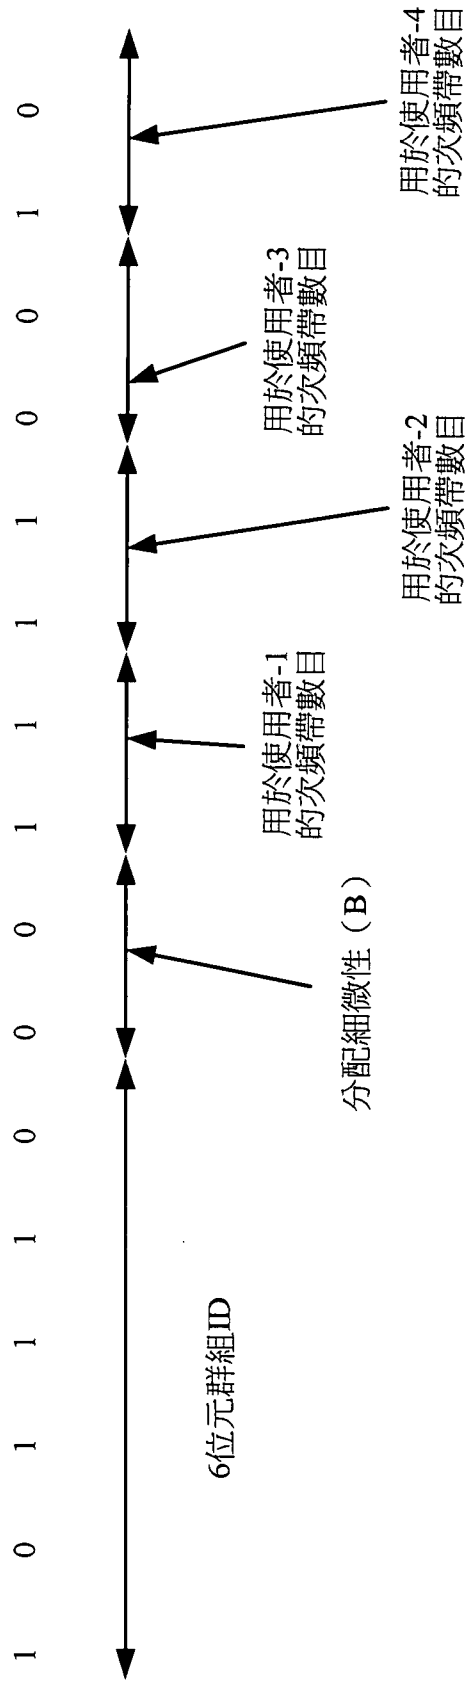 1 0 1 1 1 0 0 0 1 1 1 1 0 0 1 0
6位元群組ID
分配細微性（B）
用於使用者-1
的次頻帶數目
用於使用者-2
的次頻帶數目
用於使用者-3
的次頻帶數目
用於使用者-4
的次頻帶數目